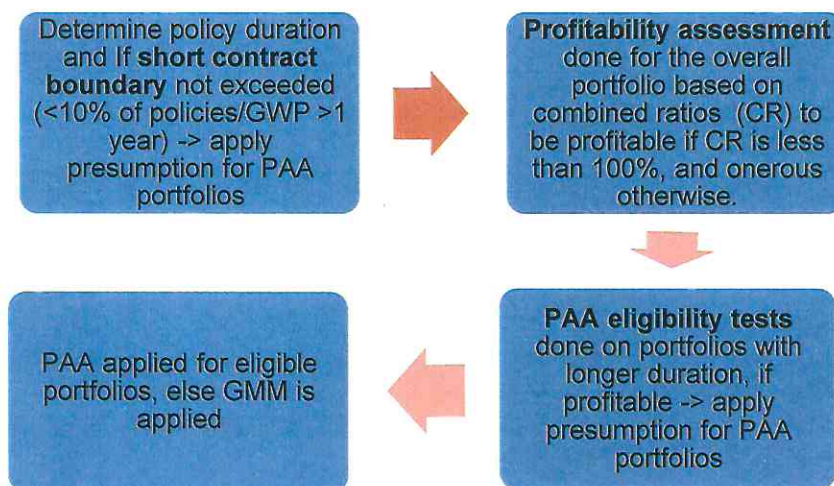 Determine policy duration
and If short contract
boundary not exceeded
(<10% of policies/GWP >1
year) -> apply
presumption for PAA
portfolios
Profitability assessment
done for the overall
portfolio based on
combined ratios (CR) to
be profitable if CR is less
than 100%, and onerous
otherwise.
PAA eligibility tests
done on portfolios with
longer duration, if
profitable -> apply
presumption for PAA
portfolios
PAA applied for eligible
portfolios, else GMM is
applied